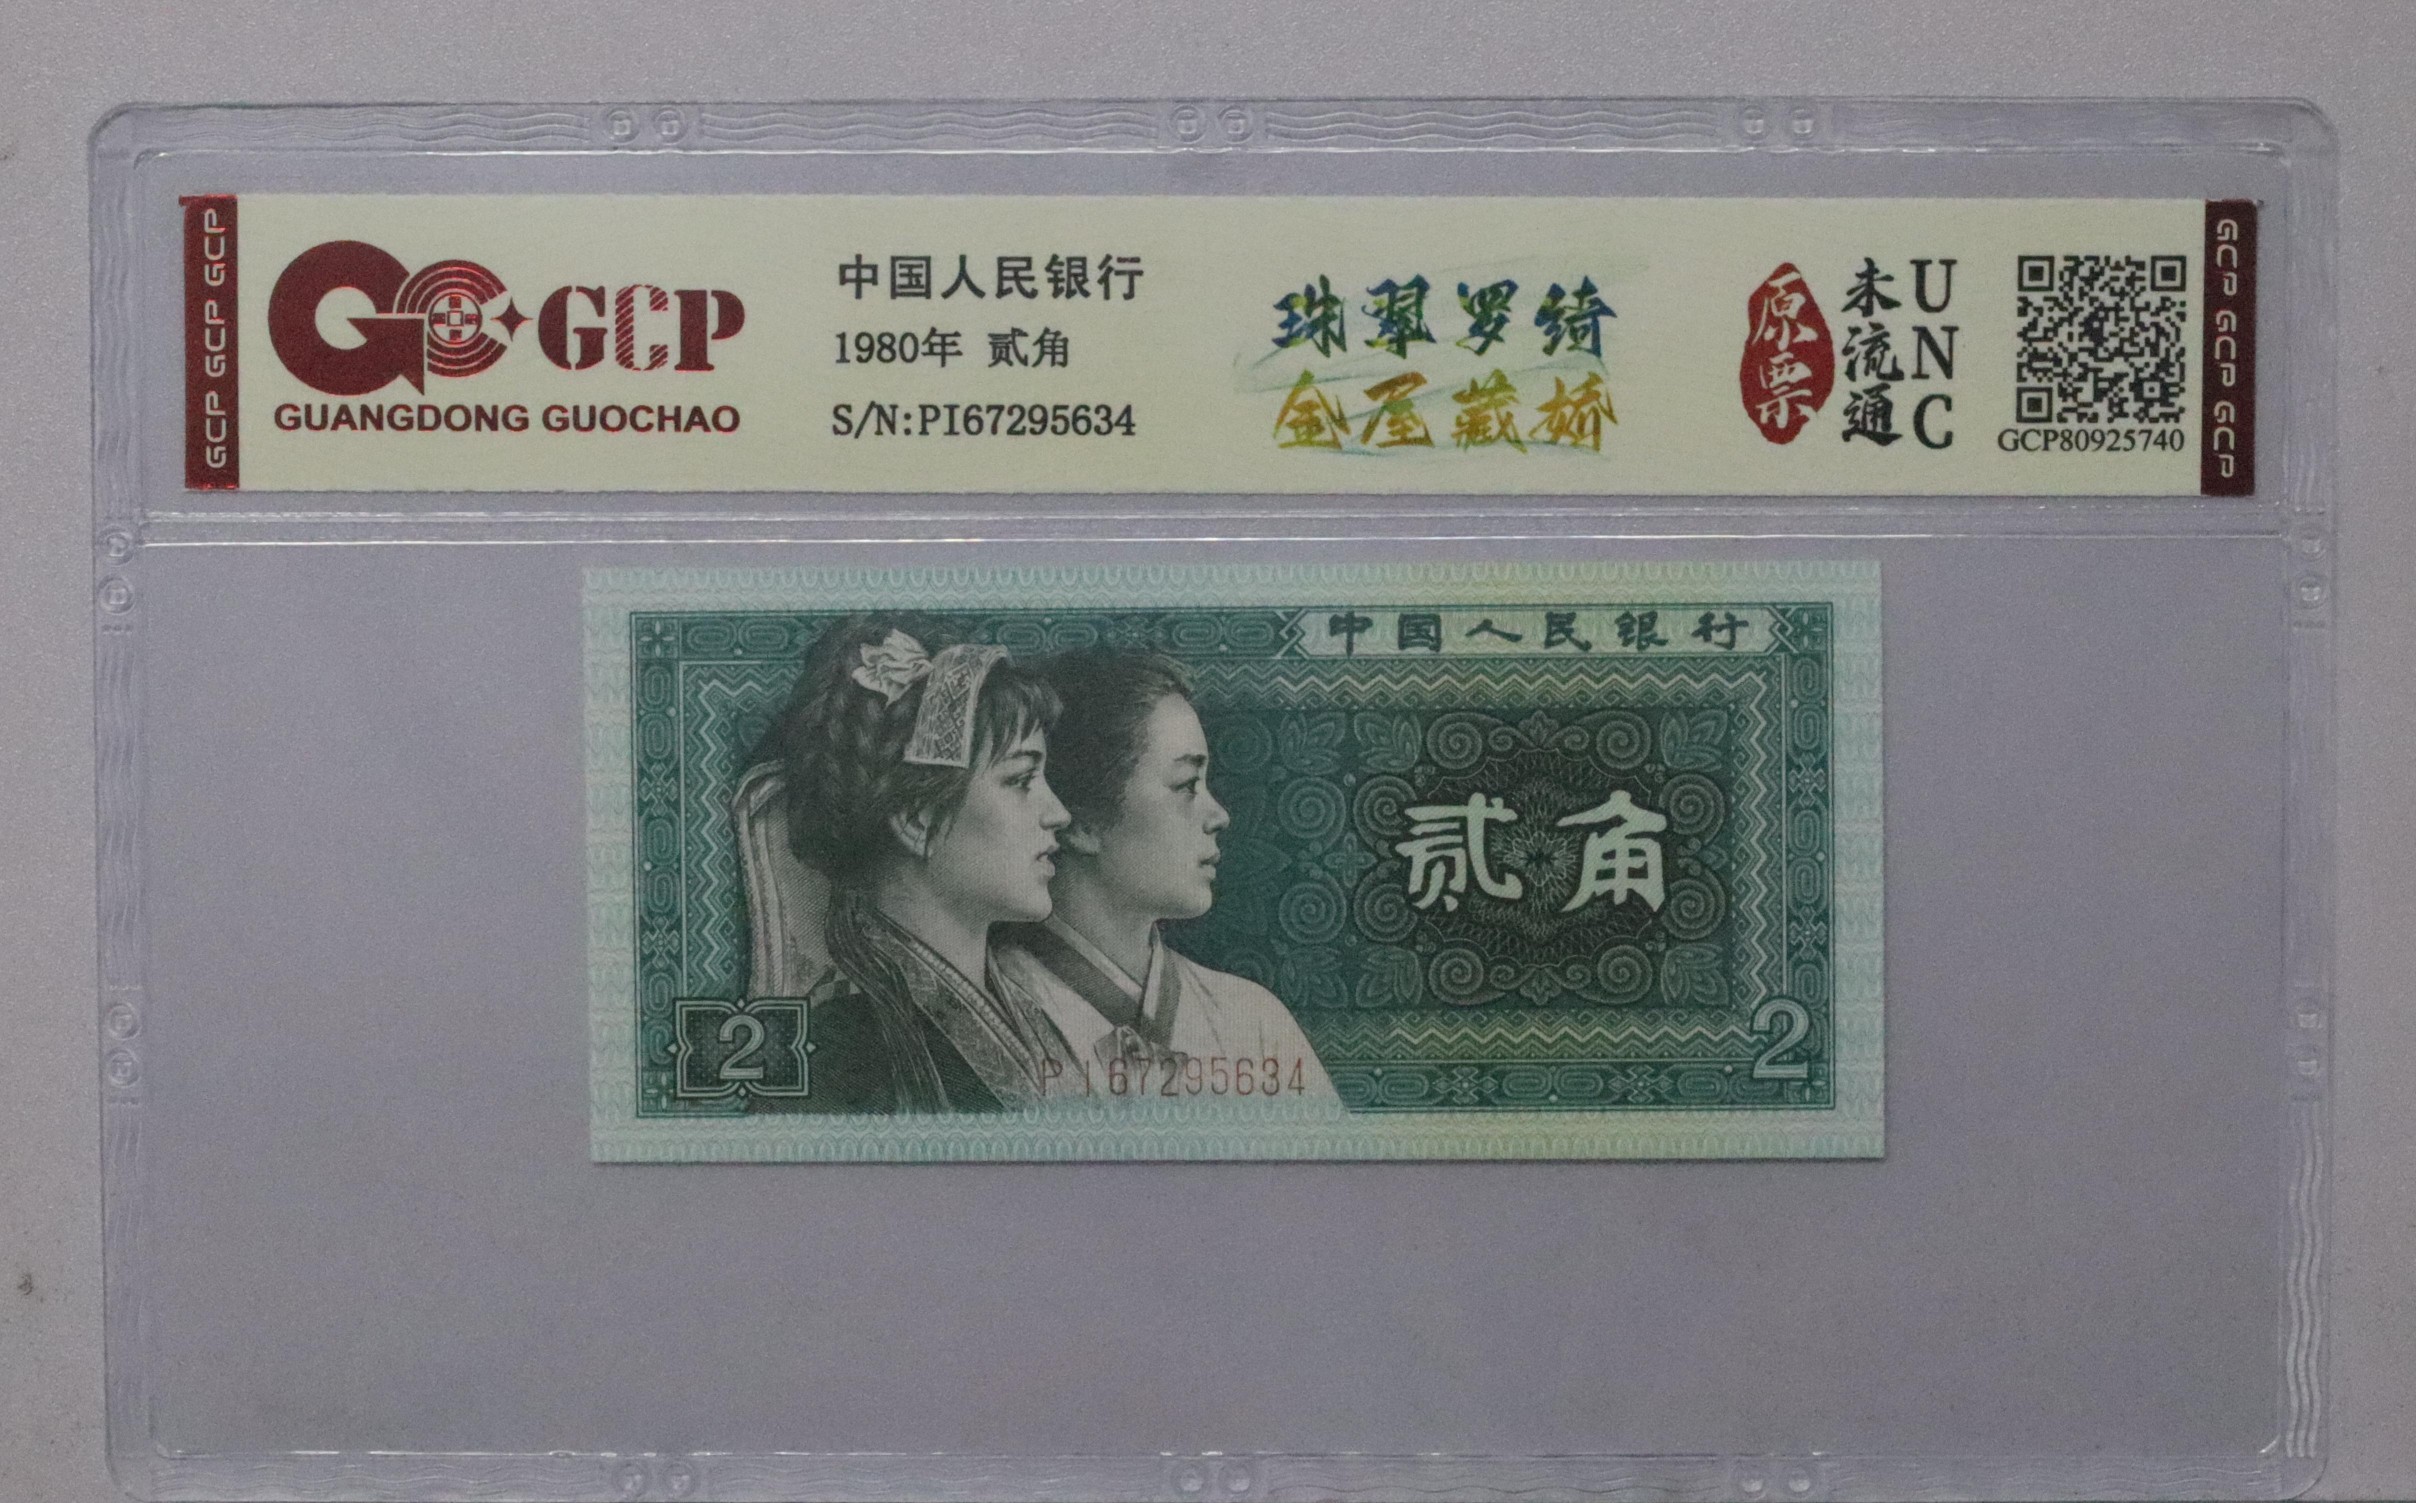 GCP GCP GCP
GCP
GUANGDONG GUOCHAO
中国人民银行
1980年 贰角
S/N:PI67295634
珠翠罗绮
金屋藏娇
原票
未流通
UNC
GCP80925740
GCP GCP GCP
中国人民银行
贰角
2
2
PI67295634